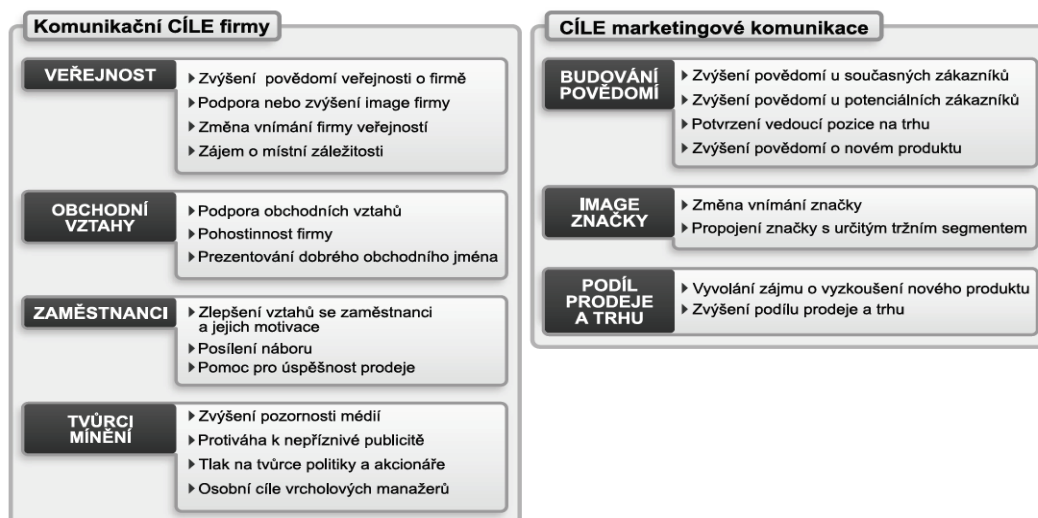 Komunikační CÍLE firmy
VEŘEJNOST
Zvýšení povědomí veřejnosti o firmě
Podpora nebo zvýšení image firmy
Změna vnímání firmy veřejností
Zájem o místní záležitosti
OBCHODNÍ
VZTAHY
Podpora obchodních vztahů
Pohostinnost firmy
Prezentování dobrého obchodního jména
ZAMĚSTNANCI
Zlepšení vztahů se zaměstnanci
a jejich motivace
Posílení náboru
Pomoc pro úspěšnost prodeje
TVŮRCI
MÍNĚNÍ
Zvýšení pozornosti médií
Protiváha k nepříznivé publicitě
Tlak na tvůrce politiky a akcionáře
Osobní cíle vrcholových manažerů
CÍLE marketingové komunikace
BUDOVÁNÍ
POVĚDOMÍ
Zvýšení povědomí u současných zákazníků
Zvýšení povědomí u potenciálních zákazníků
Potvrzení vedoucí pozice na trhu
Zvýšení povědomí o novém produktu
IMAGE
ZNAČKY
Změna vnímání značky
Propojení značky s určitým tržním segmentem
PODÍL
PRODEJE
A TRHU
Vyvolání zájmu o vyzkoušení nového produktu
Zvýšení podílu prodeje a trhu